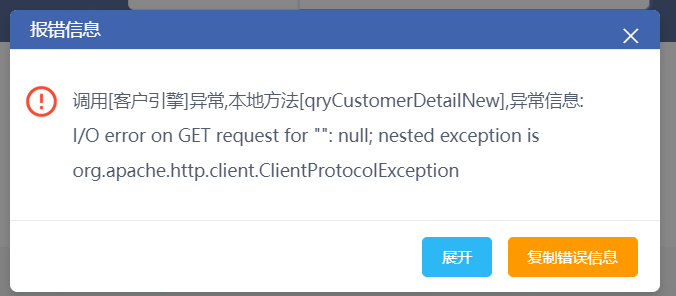 报错信息
调用[客户引擎]异常,本地方法[qryCustomerDetailNew],异常信息:
I/O error on GET request for "": null; nested exception is
org.apache.http.client.ClientProtocolException
展开
复制错误信息